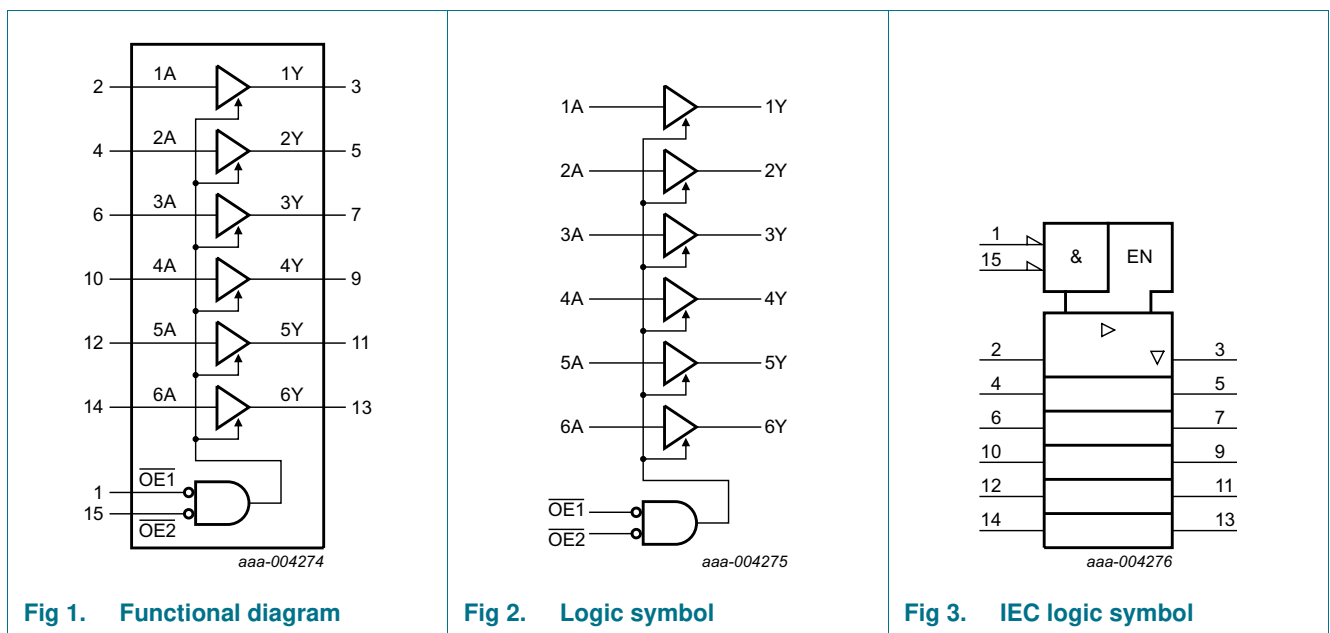 2 1A 1Y 3
4 2A 2Y 5
6 3A 3Y 7
10 4A 4Y 9
12 5A 5Y 11
14 6A 6Y 13
1 OE1
15 OE2
aaa-004274
Fig 1. Functional diagram
1A 1Y
2A 2Y
3A 3Y
4A 4Y
5A 5Y
6A 6Y
OE1
OE2
aaa-004275
Fig 2. Logic symbol
1
15
& EN
2 3
4 5
6 7
10 9
12 11
14 13
aaa-004276
Fig 3. IEC logic symbol